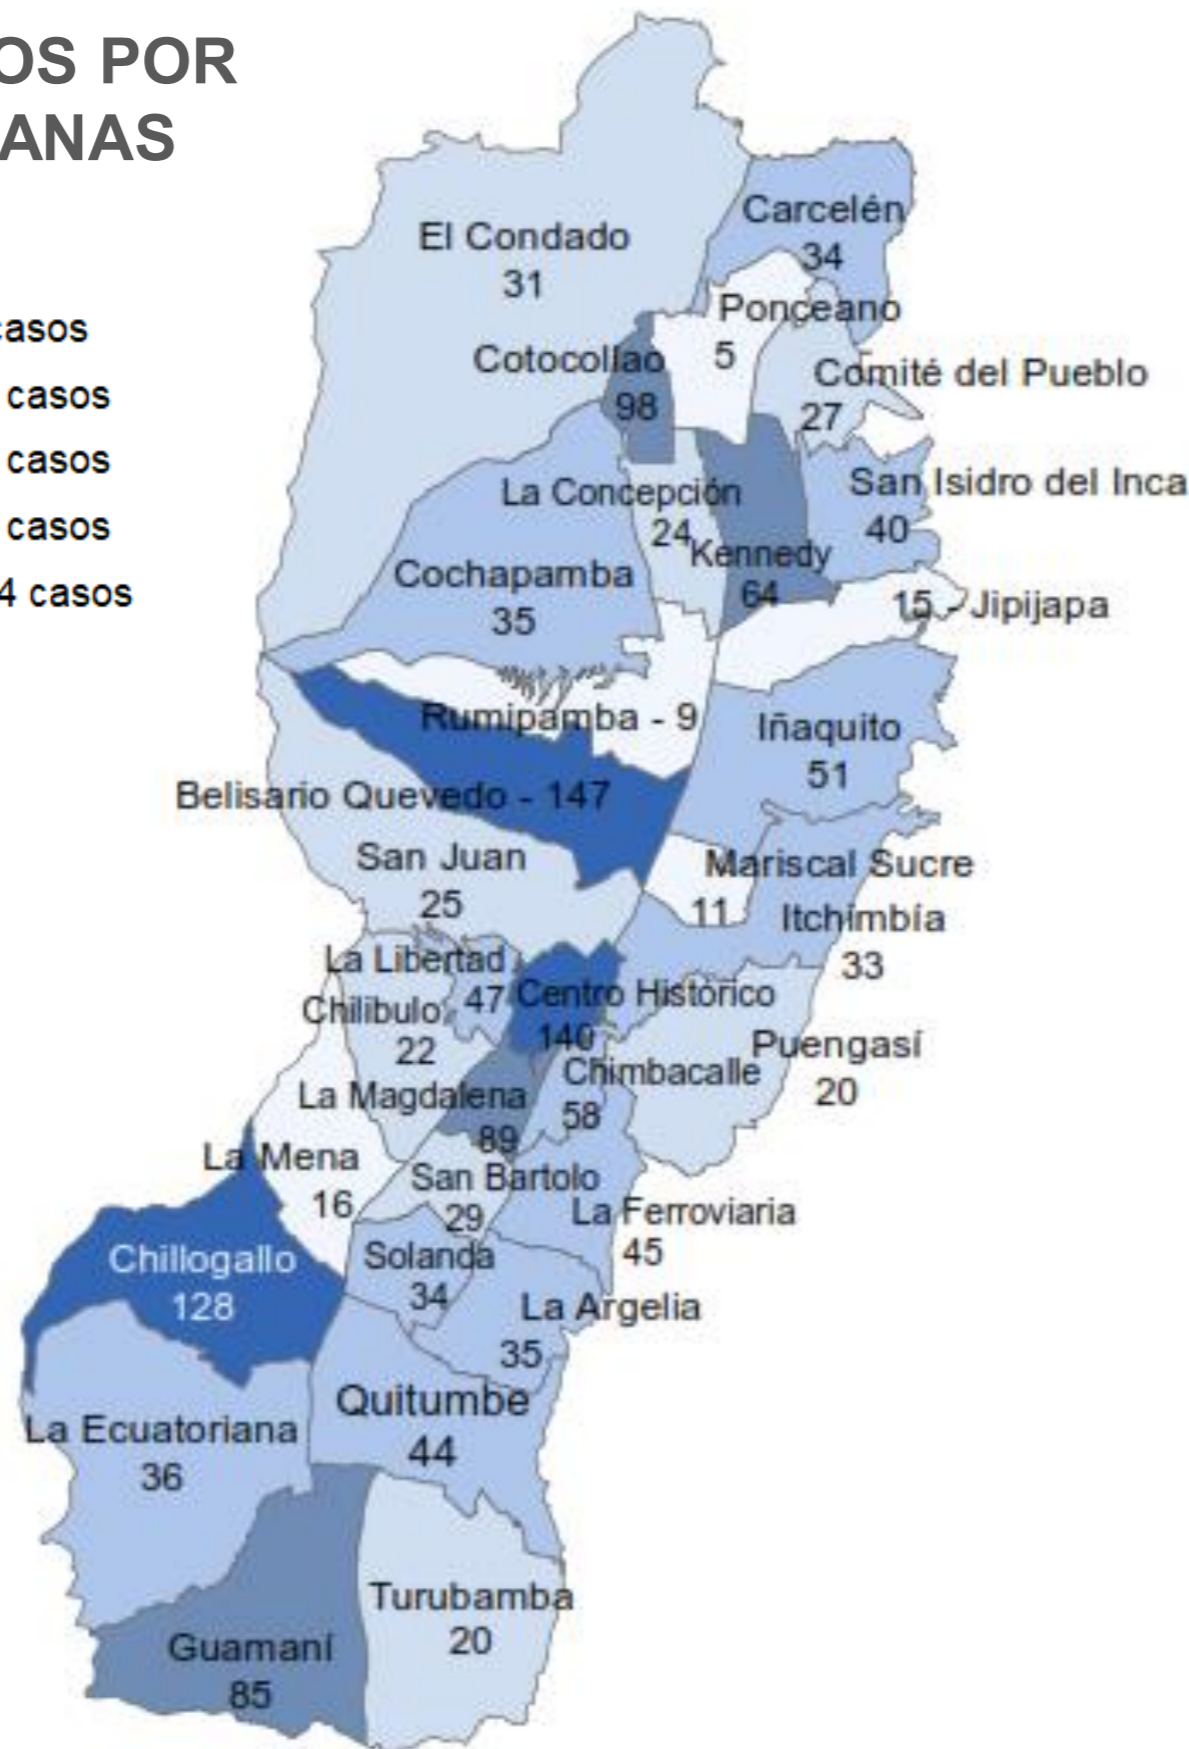 OS POR
ANAS
casos
casos
casos
casos
4 casos
El Condado
31
Carcelén
34
Ponceano
5
Cotocollao
98
Comité del Pueblo
27
La Concepción
24
San Isidro del Inca
40
Kennedy
64
Cochapamba
35
15 - Jipijapa
Rumipamba - 9
Iñaquito
51
Belisario Quevedo - 147
San Juan
25
Mariscal Sucre
11
Itchimbía
33
La Libertad
47
Centro Histórico
140
Chilibulo
22
Puengasí
20
Chimbacalle
58
La Magdalena
89
La Mena
16
San Bartolo
29
La Ferroviaria
45
Chillogallo
128
Solanda
34
La Argelia
35
Quitumbe
44
La Ecuatoriana
36
Turubamba
20
Guamaní
85